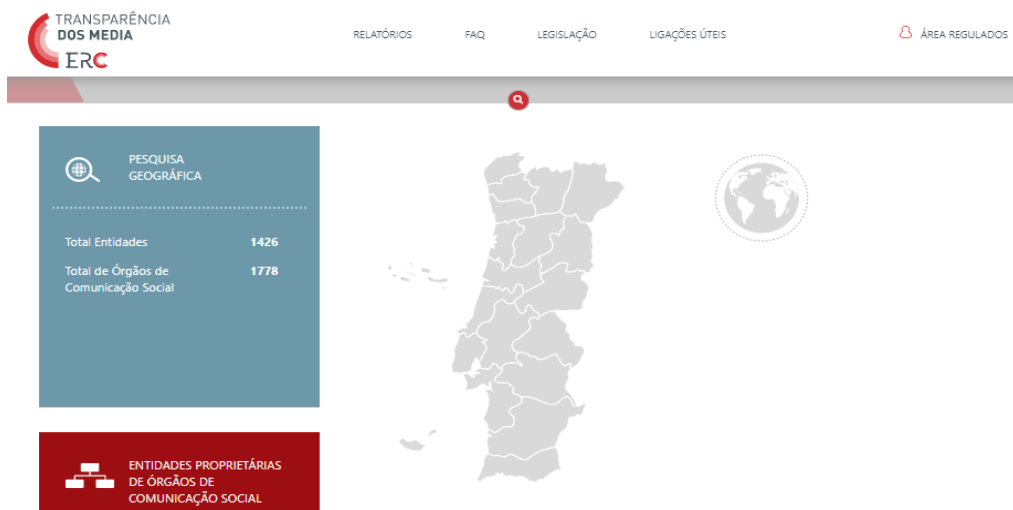 TRANSPARÊNCIA
DOS MEDIA
ERC
RELATÓRIOS
FAQ
LEGISLAÇÃO
LIGAÇÕES ÚTEIS
ÁREA REGULADOS
PESQUISA
GEOGRÁFICA
Total Entidades 1426
Total de Órgãos de 1778
Comunicação Social
ENTIDADES PROPRIETÁRIAS
DE ÓRGÃOS DE
COMUNICAÇÃO SOCIAL